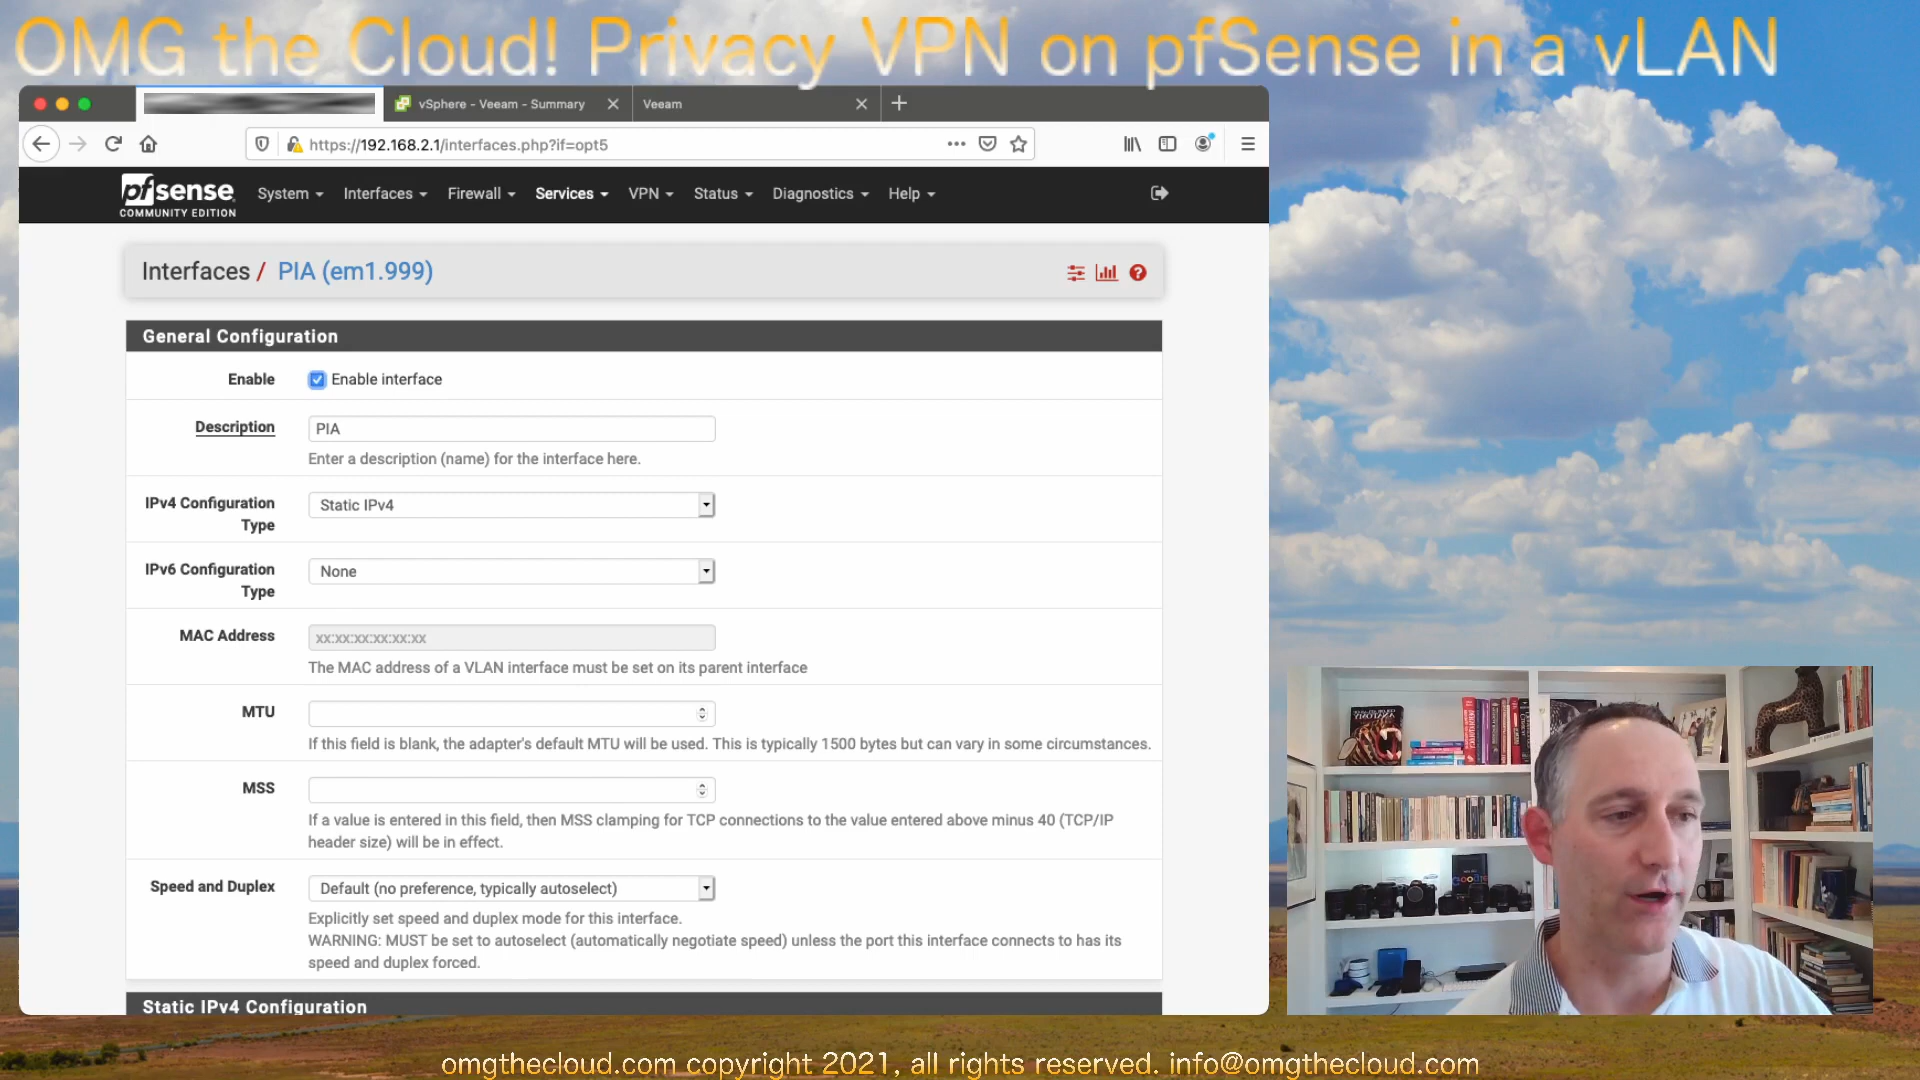 OMG the Cloud! Privacy VPN on pfSense in a vLAN
vSphere - Veeam - Summary
Veeam
https://192.168.2.1/interfaces.php?if=opt5
pfsense
COMMUNITY EDITION
System
Interfaces
Firewall
Services
VPN
Status
Diagnostics
Help
Interfaces / PIA (em1.999)
General Configuration
Enable
Enable interface
Description
PIA
Enter a description (name) for the interface here.
IPv4 Configuration
Type
Static IPv4
IPv6 Configuration
Type
None
MAC Address
xx:xx:xx:xx:xx:xx
The MAC address of a VLAN interface must be set on its parent interface
MTU
If this field is blank, the adapter's default MTU will be used. This is typically 1500 bytes but can vary in some circumstances.
MSS
If a value is entered in this field, then MSS clamping for TCP connections to the value entered above minus 40 (TCP/IP
header size) will be in effect.
Speed and Duplex
Default (no preference, typically autoselect)
Explicitly set speed and duplex mode for this interface.
WARNING: MUST be set to autoselect (automatically negotiate speed) unless the port this interface connects to has its
speed and duplex forced.
Static IPv4 Configuration
omgthecloud.com copyright 2021, all rights reserved. info@omgthecloud.com